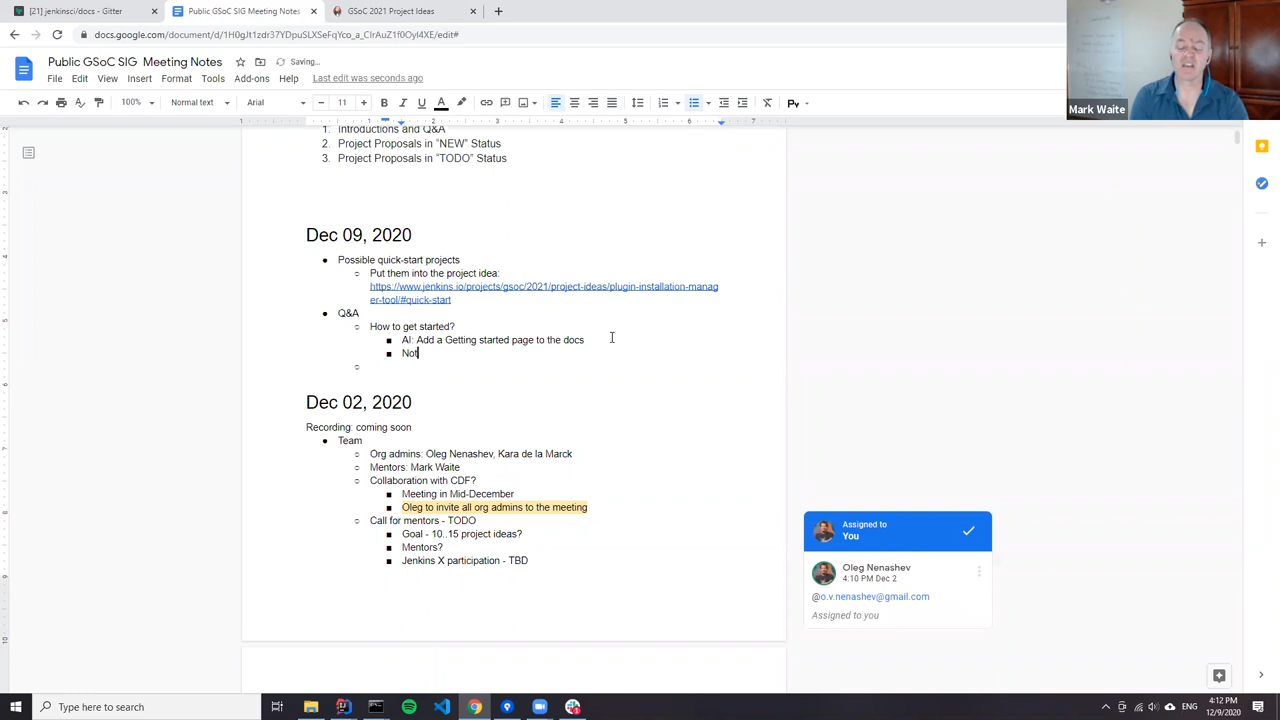 [21] jenkinsci/docs - Gitter
Public GSoC SIG Meeting Notes
GSoC 2021 Project Ideas
docs.google.com/document/d/1H0gJt1zdr37YDpuSLXSeFqYco_a_ClrAuZ1f0OyI4XE/edit#
Public GSoC SIG Meeting Notes
Saving...
File Edit View Insert Format Tools Add-ons Help Last edit was seconds ago
100% Normal text Arial 11
Mark Waite
1. Introductions and Q&A
2. Project Proposals in "NEW" Status
3. Project Proposals in "TODO" Status
Dec 09, 2020
Possible quick-start projects
Put them into the project idea:
https://www.jenkins.io/projects/gsoc/2021/project-ideas/plugin-installation-manag
er-tool/#quick-start
Q&A
How to get started?
AI: Add a Getting started page to the docs
Not
Dec 02, 2020
Recording: coming soon
Team
Org admins: Oleg Nenashev, Kara de la Marck
Mentors: Mark Waite
Collaboration with CDF?
Meeting in Mid-December
Oleg to invite all org admins to the meeting
Call for mentors - TODO
Goal - 10..15 project ideas?
Mentors?
Jenkins X participation - TBD
Assigned to
You
Oleg Nenashev
4:10 PM Dec 2
@o.v.nenashev@gmail.com
Assigned to you
Type here to search
4:12 PM
12/9/2020